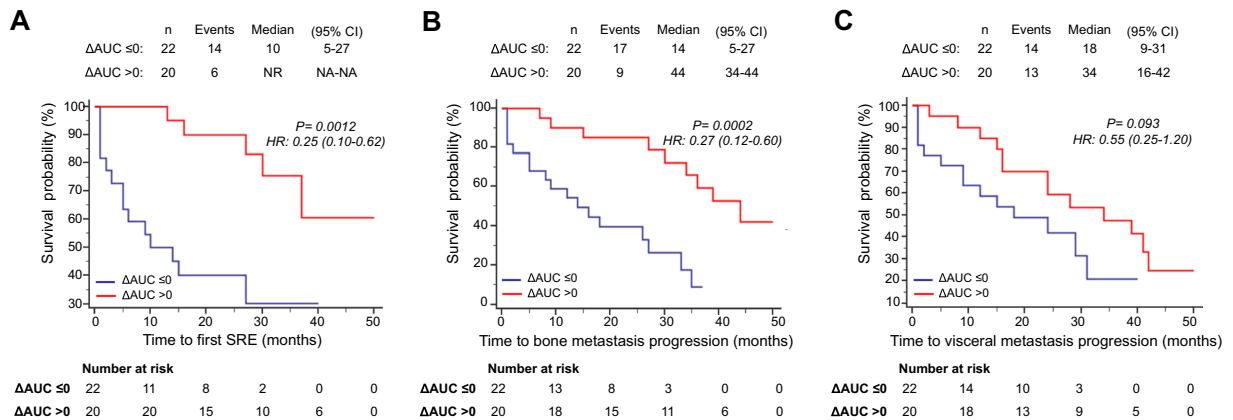 A
n Events Median (95% CI)
ΔAUC ≤0: 22 14 10 5-27
ΔAUC >0: 20 6 NR NA-NA
P= 0.0012
HR: 0.25 (0.10-0.62)
Survival probability (%)
100
90
80
70
60
50
40
30
ΔAUC ≤0
ΔAUC >0
0 10 20 30 40 50
Time to first SRE (months)
Number at risk
ΔAUC ≤0 22 11 8 2 0 0
ΔAUC >0 20 20 15 10 6 0
B
n Events Median (95% CI)
ΔAUC ≤0: 22 17 14 5-27
ΔAUC >0: 20 9 44 34-44
P= 0.0002
HR: 0.27 (0.12-0.60)
Survival probability (%)
100
80
60
40
20
0
ΔAUC ≤0
ΔAUC >0
0 10 20 30 40 50
Time to bone metastasis progression (months)
Number at risk
ΔAUC ≤0 22 13 8 3 0 0
ΔAUC >0 20 18 15 11 6 0
C
n Events Median (95% CI)
ΔAUC ≤0: 22 14 18 9-31
ΔAUC >0: 20 13 34 16-42
P= 0.093
HR: 0.55 (0.25-1.20)
Survival probability (%)
100
90
80
70
60
50
40
30
20
10
ΔAUC ≤0
ΔAUC >0
0 10 20 30 40 50
Time to visceral metastasis progression (months)
Number at risk
ΔAUC ≤0 22 14 10 3 0 0
ΔAUC >0 20 18 13 9 5 0